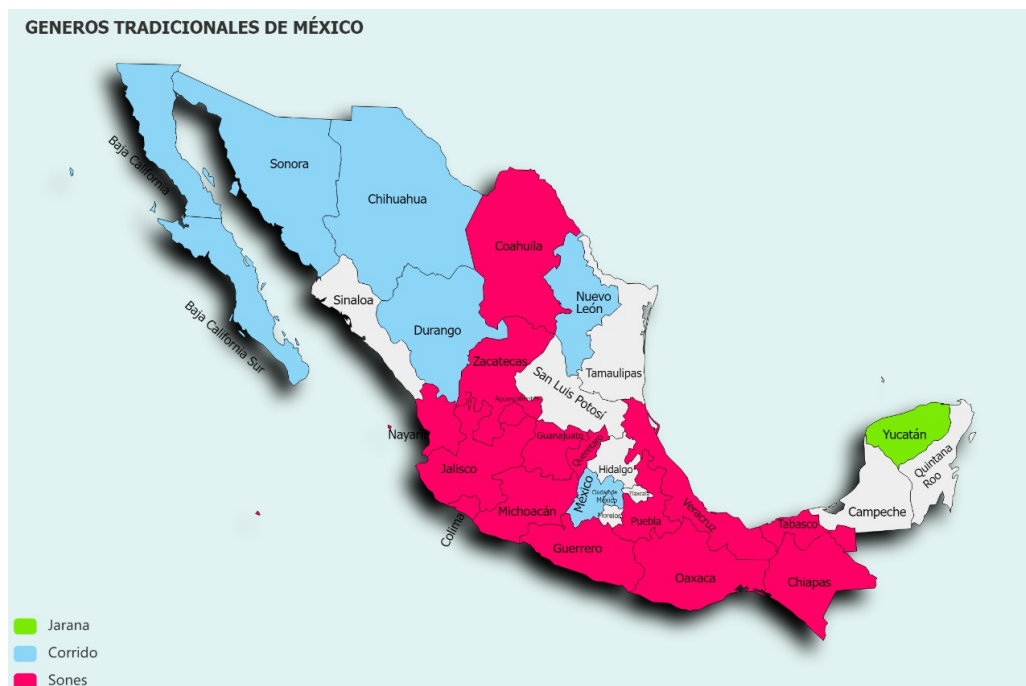 GENEROS TRADICIONALES DE MÉXICO
Baja California
Sonora
Chihuahua
Coahuila
Baja California Sur
Sinaloa
Durango
Nuevo
León
Tamaulipas
Zacatecas
San Luis Potosí
Aguascalientes
Nayarit
Jalisco
Guanajuato
Querétaro
Hidalgo
Colima
Michoacán
México
Ciudad de
México
Tlaxcala
Morelos
Puebla
Veracruz
Guerrero
Oaxaca
Tabasco
Chiapas
Yucatán
Quintana
Roo
Campeche
Jarana
Corrido
Sones